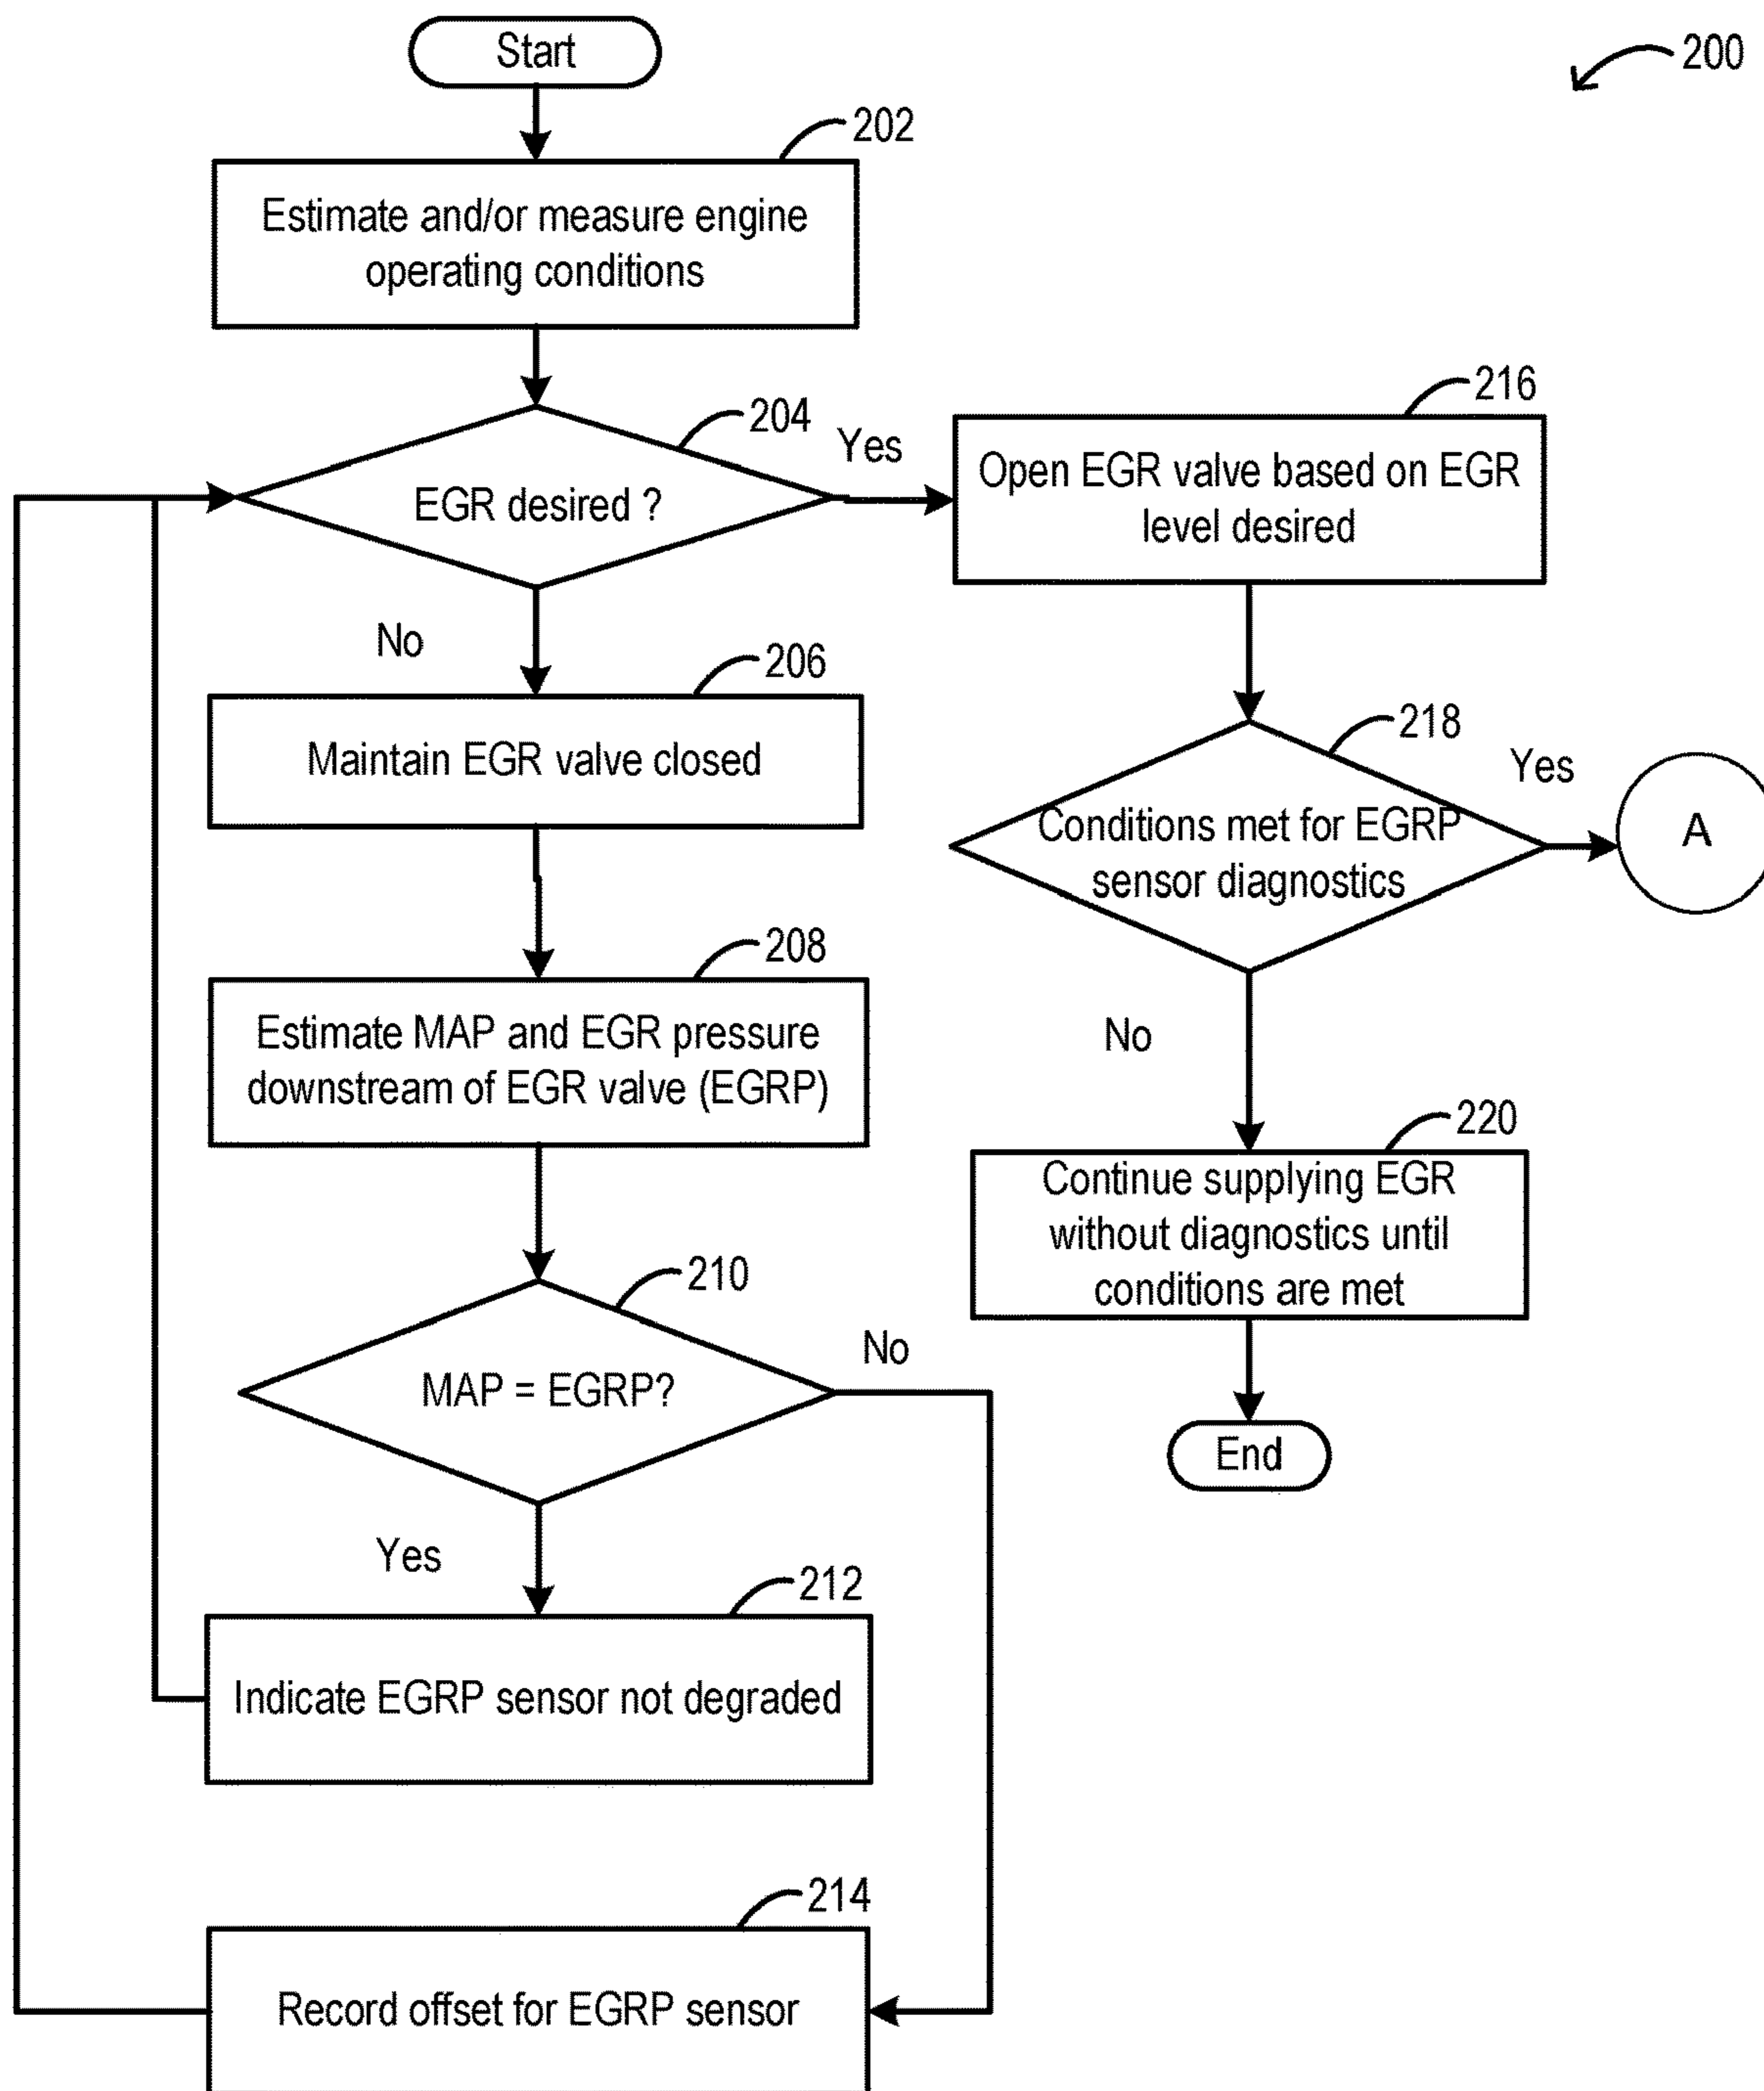 Start
200
202
Estimate and/or measure engine
operating conditions
204
EGR desired ?
Yes
No
216
Open EGR valve based on EGR
level desired
206
Maintain EGR valve closed
218
Conditions met for EGRP
sensor diagnostics
Yes
A
No
208
Estimate MAP and EGR pressure
downstream of EGR valve (EGRP)
220
Continue supplying EGR
without diagnostics until
conditions are met
End
210
MAP = EGRP?
No
Yes
212
Indicate EGRP sensor not degraded
214
Record offset for EGRP sensor